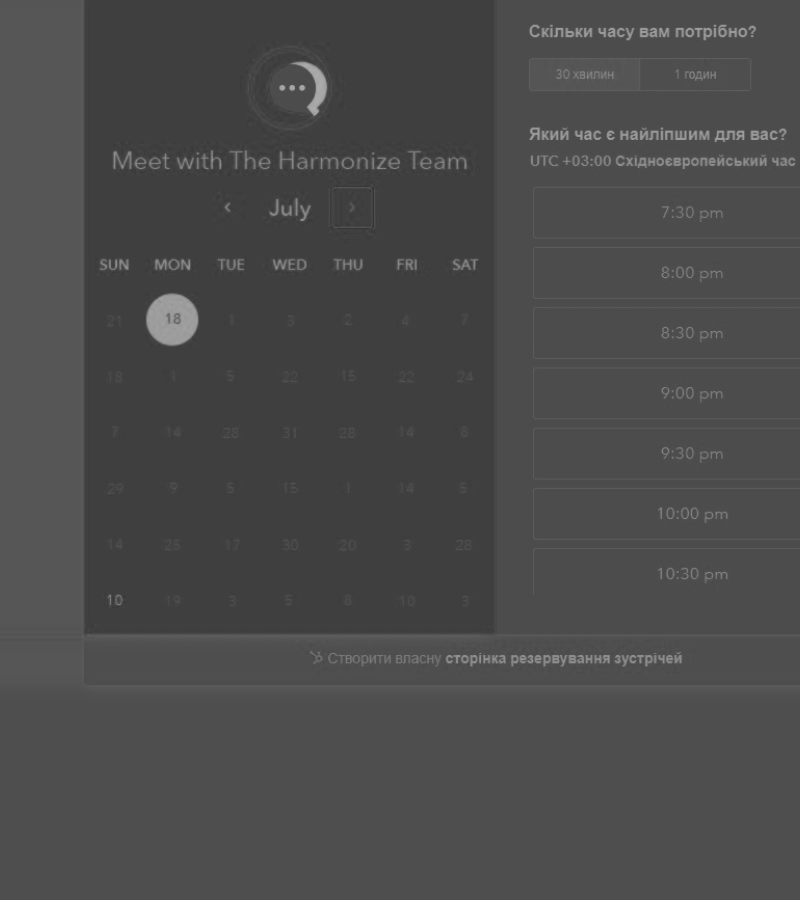 Meet with The Harmonize Team
July
SUN MON TUE WED THU FRI SAT
21 18 1 3 2 4 7
18 1 5 22 15 22 24
7 14 28 31 28 14 8
29 9 5 15 1 14 5
14 25 17 30 20 3 28
10 19 3 5 8 10 3
Скільки часу вам потрібно?
30 хвилин 1 годин
Який час є найліпшим для вас?
UTC +03:00 Східноєвропейський час
7:30 pm
8:00 pm
8:30 pm
9:00 pm
9:30 pm
10:00 pm
10:30 pm
Створити власну сторінка резервування зустрічей